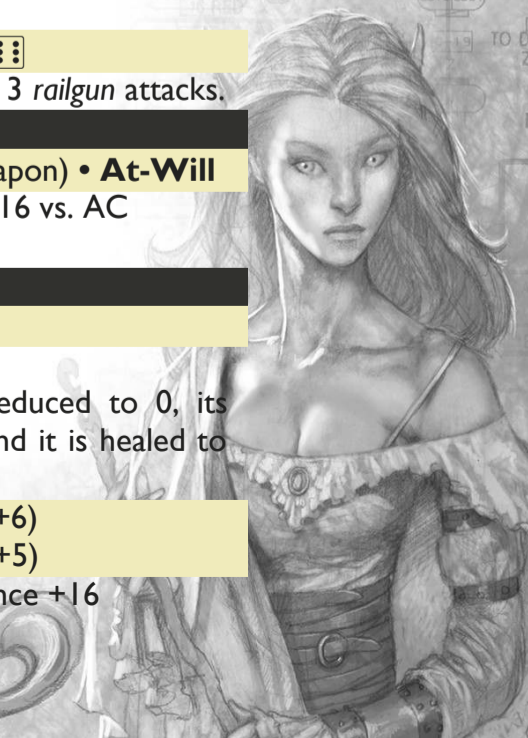 3 railgun attacks.
apon) • At-Will
16 vs. AC
educed to 0, its
nd it is healed to
+6)
+5)
nce +16
TO D